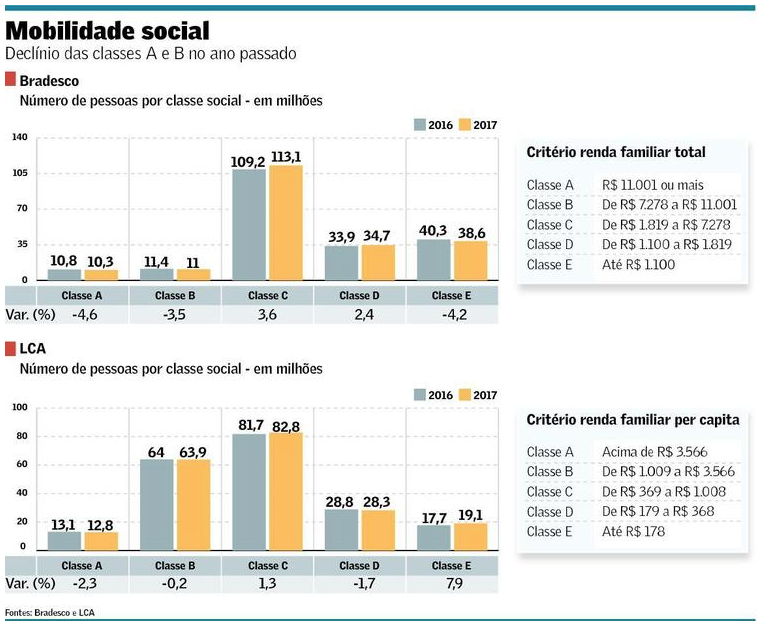 Mobilidade social
Declínio das classes A e B no ano passado
Bradesco
Número de pessoas por classe social - em milhões
2016 2017
140
105
70
35
0
10,8 10,3
11,4 11
109,2 113,1
33,9 34,7
40,3 38,6
Classe A Classe B Classe C Classe D Classe E
Var. (%) -4,6 -3,5 3,6 2,4 -4,2
Critério renda familiar total
Classe A R$ 11.001 ou mais
Classe B De R$ 7.278 a R$ 11.001
Classe C De R$ 1.819 a R$ 7.278
Classe D De R$ 1.100 a R$ 1.819
Classe E Até R$ 1.100
LCA
Número de pessoas por classe social - em milhões
2016 2017
100
80
60
40
20
0
13,1 12,8
64 63,9
81,7 82,8
28,8 28,3
17,7 19,1
Classe A Classe B Classe C Classe D Classe E
Var. (%) -2,3 -0,2 1,3 -1,7 7,9
Critério renda familiar per capita
Classe A Acima de R$ 3.566
Classe B De R$ 1.009 a R$ 3.566
Classe C De R$ 369 a R$ 1.008
Classe D De R$ 179 a R$ 368
Classe E Até R$ 178
Fontes: Bradesco e LCA